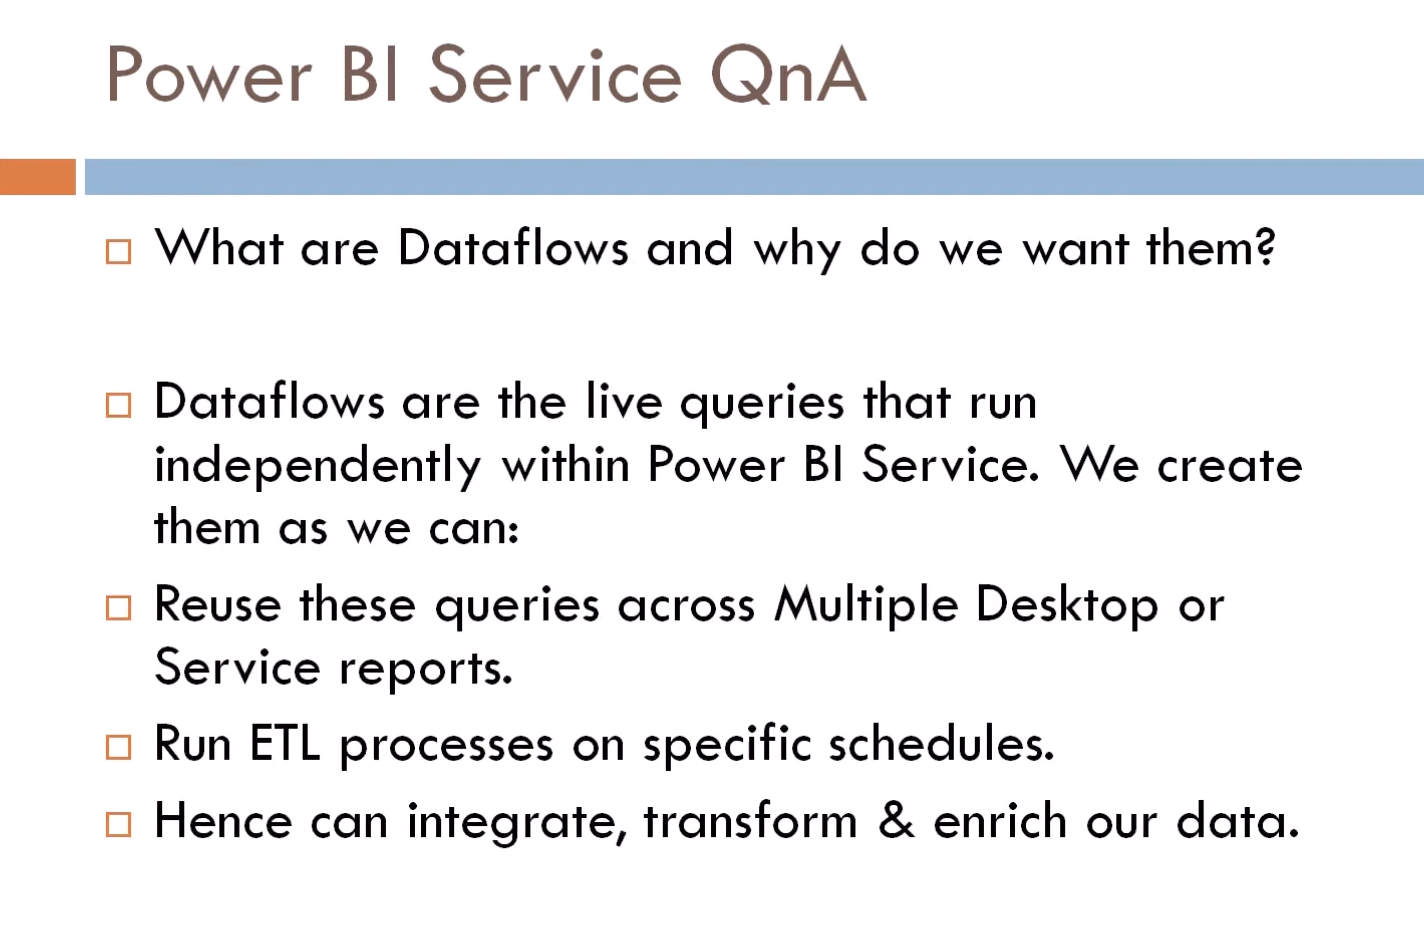 Power BI Service QnA
What are Dataflows and why do we want them?
Dataflows are the live queries that run
independently within Power BI Service. We create
them as we can:
Reuse these queries across Multiple Desktop or
Service reports.
Run ETL processes on specific schedules.
Hence can integrate, transform & enrich our data.